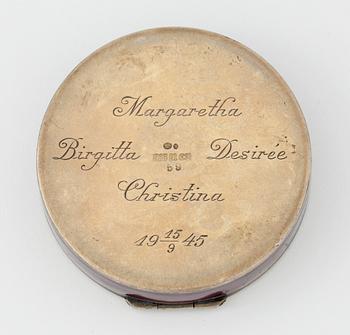 Margaretha
Birgitta Desirée
Christina
19 15/9 45